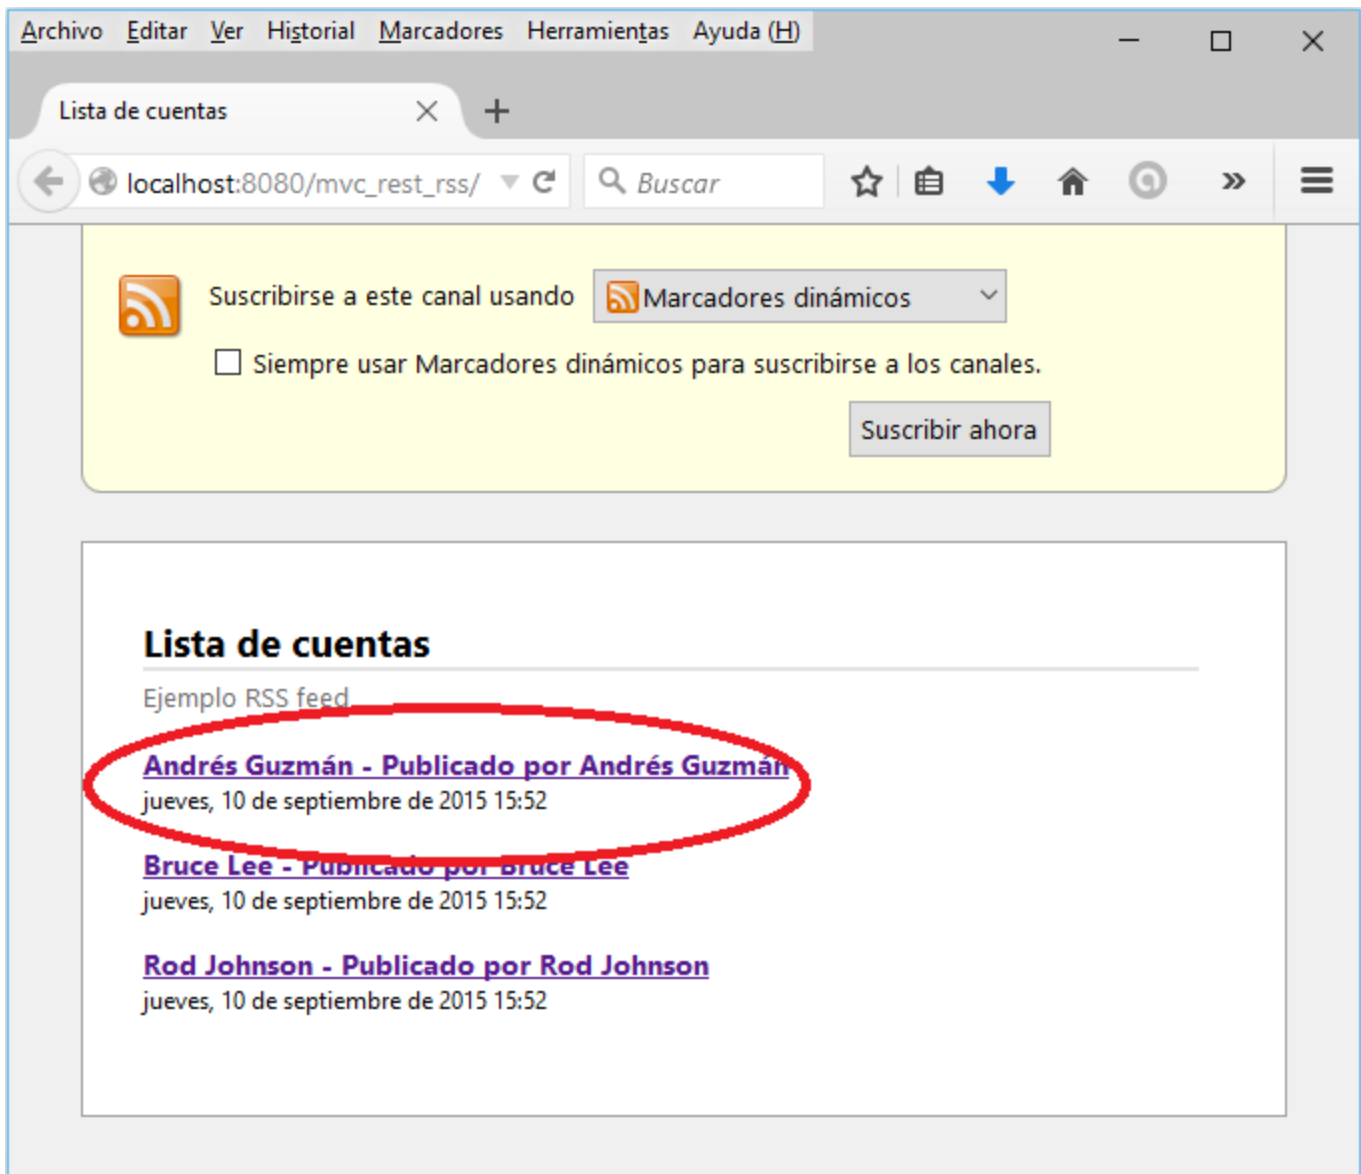 Archivo Editar Ver Historial Marcadores Herramientas Ayuda (H)
Lista de cuentas
localhost:8080/mvc_rest_rss/ Buscar
Suscribirse a este canal usando Marcadores dinámicos
Siempre usar Marcadores dinámicos para suscribirse a los canales.
Suscribir ahora
Lista de cuentas
Ejemplo RSS feed
Andrés Guzmán - Publicado por Andrés Guzmán
jueves, 10 de septiembre de 2015 15:52
Bruce Lee - Publicado por Bruce Lee
jueves, 10 de septiembre de 2015 15:52
Rod Johnson - Publicado por Rod Johnson
jueves, 10 de septiembre de 2015 15:52